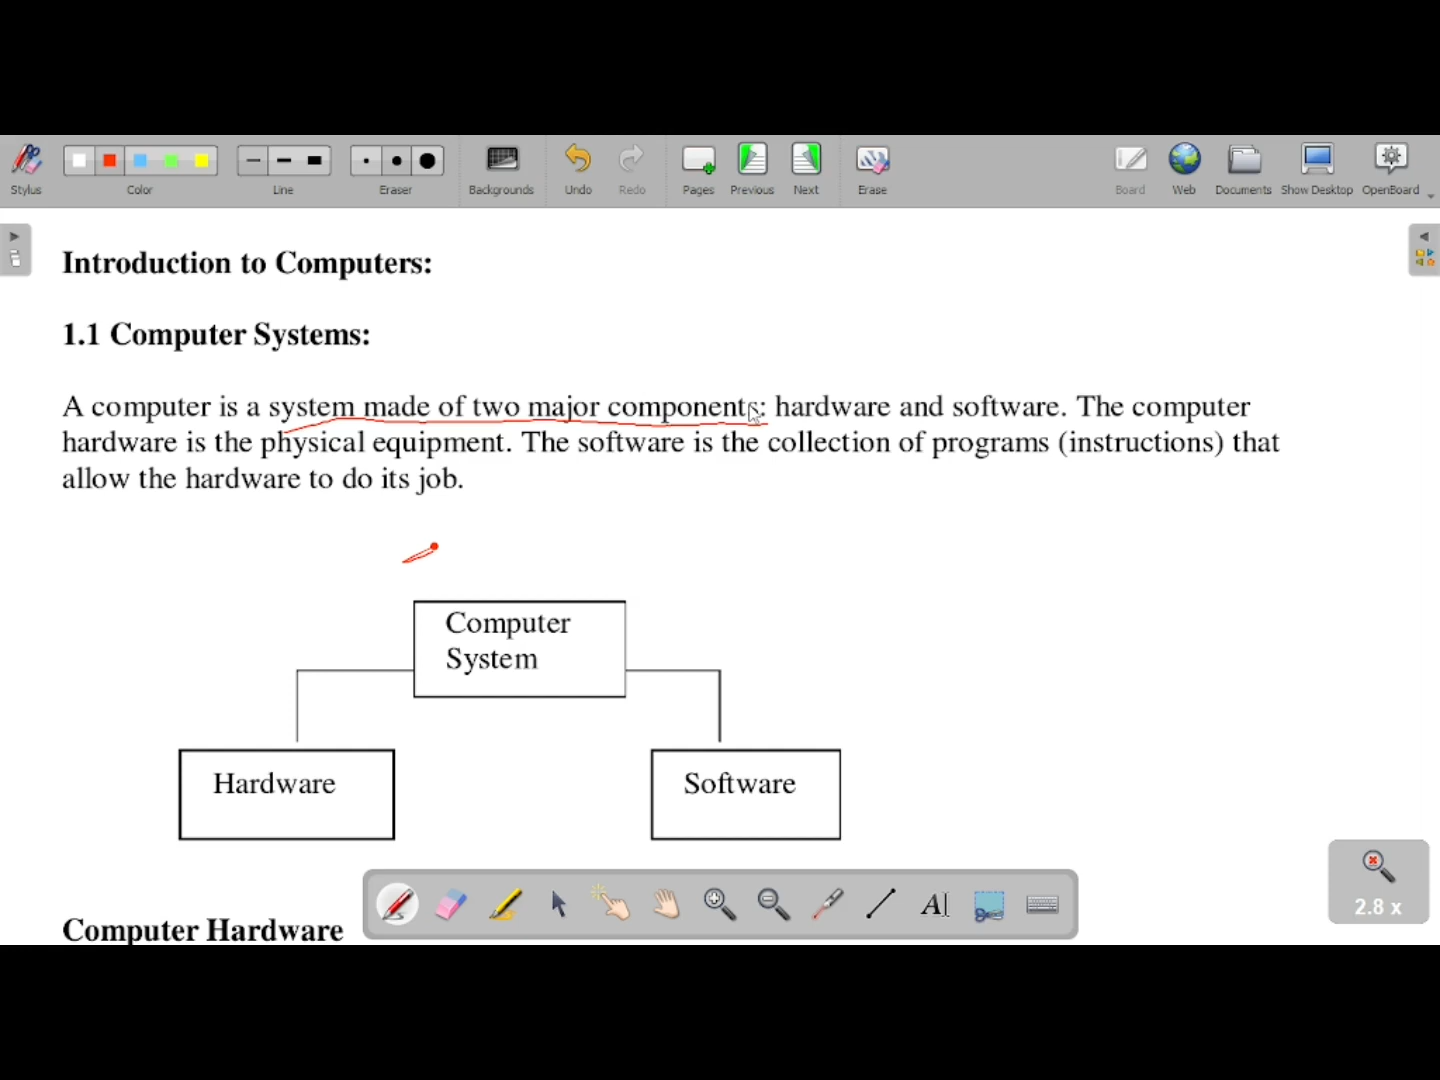 Stylus Color Line Eraser Backgrounds Undo Redo Pages Previous Next Erase Board Web Documents Show Desktop OpenBoard
Introduction to Computers:
1.1 Computer Systems:
A computer is a system made of two major components: hardware and software. The computer
hardware is the physical equipment. The software is the collection of programs (instructions) that
allow the hardware to do its job.
Computer
System
Hardware
Software
Computer Hardware
A
2.8 x